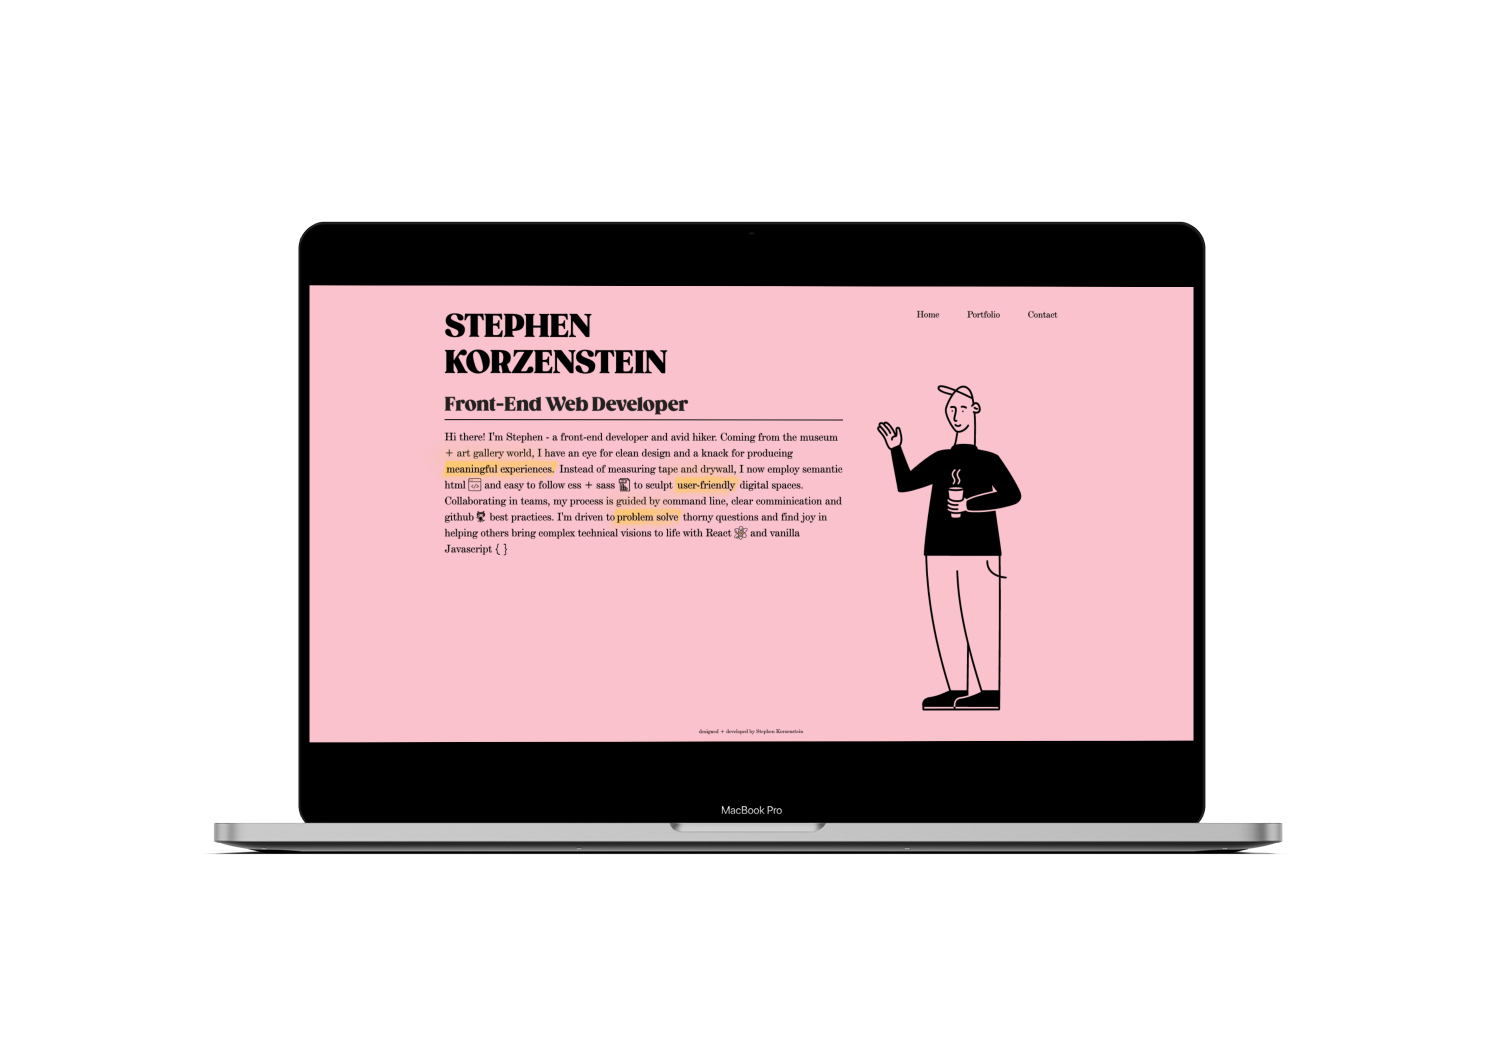 STEPHEN
KORZENSTEIN
Home Portfolio Contact
Front-End Web Developer
Hi there! I'm Stephen - a front-end developer and avid hiker. Coming from the museum
+ art gallery world, I have an eye for clean design and a knack for producing
meaningful experiences. Instead of measuring tape and drywall, I now employ semantic
html </> and easy to follow css + sass to sculpt user-friendly digital spaces.
Collaborating in teams, my process is guided by command line, clear comminication and
github best practices. I'm driven to problem solve thorny questions and find joy in
helping others bring complex technical visions to life with React and vanilla
Javascript { }
designed + developed by Stephen Korzenstein
MacBook Pro